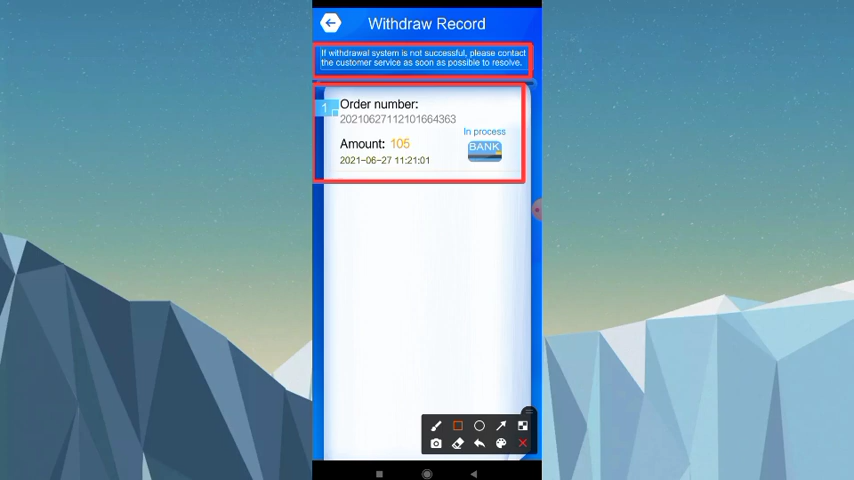 Withdraw Record
If withdrawal system is not successful, please contact
the customer service as soon as possible to resolve.
1
Order number:
20210627112101664363
In process
Amount: 105
BANK
2021-06-27 11:21:01